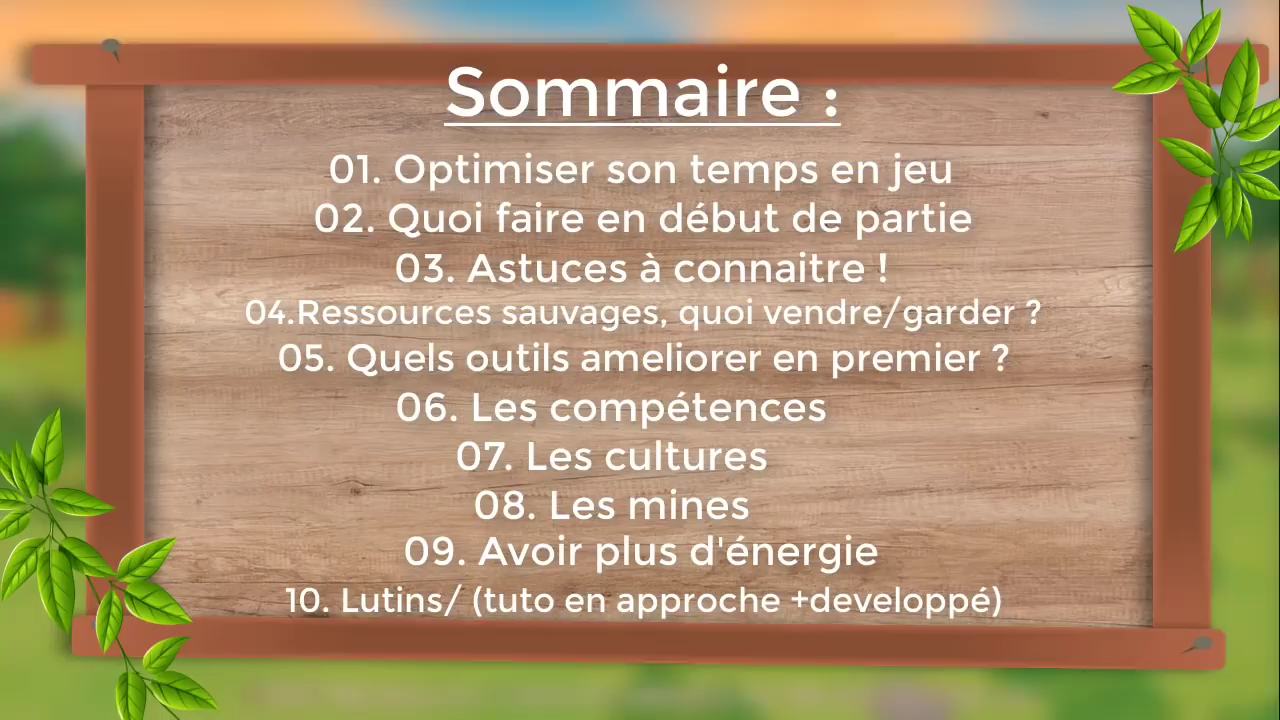 Sommaire :
01. Optimiser son temps en jeu
02. Quoi faire en début de partie
03. Astuces à connaitre !
04.Ressources sauvages, quoi vendre/garder ?
05. Quels outils ameliorer en premier ?
06. Les compétences
07. Les cultures
08. Les mines
09. Avoir plus d'énergie
10. Lutins/ (tuto en approche +developpé)